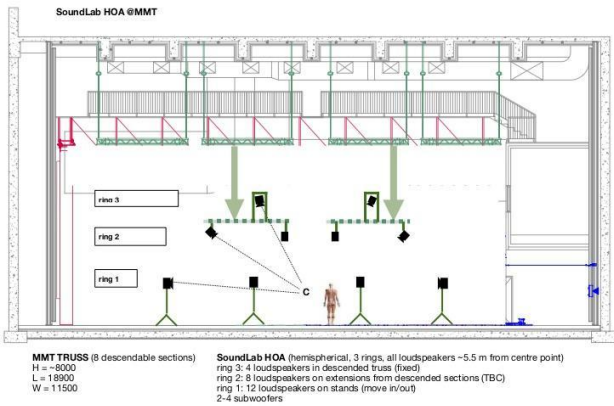 SoundLab HOA @MMT
ring 3
ring 2
ring 1
C
MMT TRUSS (8 descendable sections)
H = ~8000
L = 18900
W = 11500
SoundLab HOA (hemispherical, 3 rings, all loudspeakers ~5.5 m from centre point)
ring 3: 4 loudspeakers in descended truss (fixed)
ring 2: 8 loudspeakers on extensions from descended sections (TBC)
ring 1: 12 loudspeakers on stands (move in/out)
2-4 subwoofers